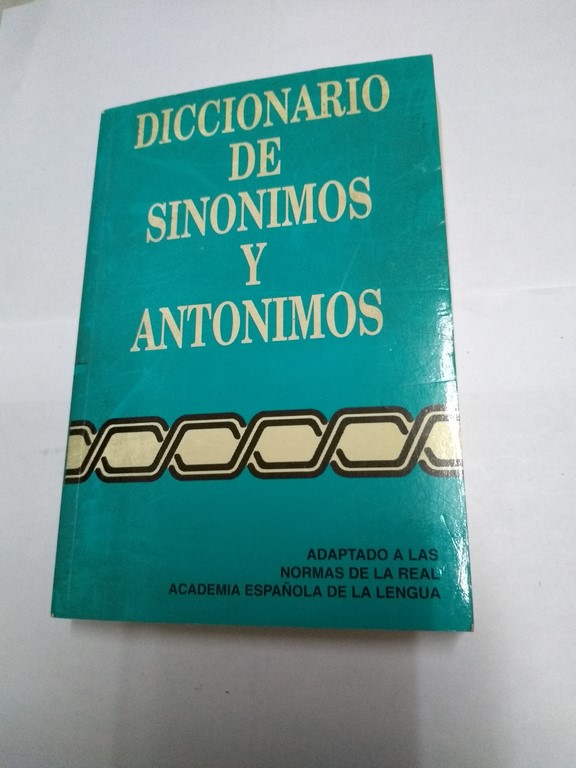 DICCIONARIO
DE
SINONIMOS
Y
ANTONIMOS
ADAPTADO A LAS
NORMAS DE LA REAL
ACADEMIA ESPAÑOLA DE LA LENGUA